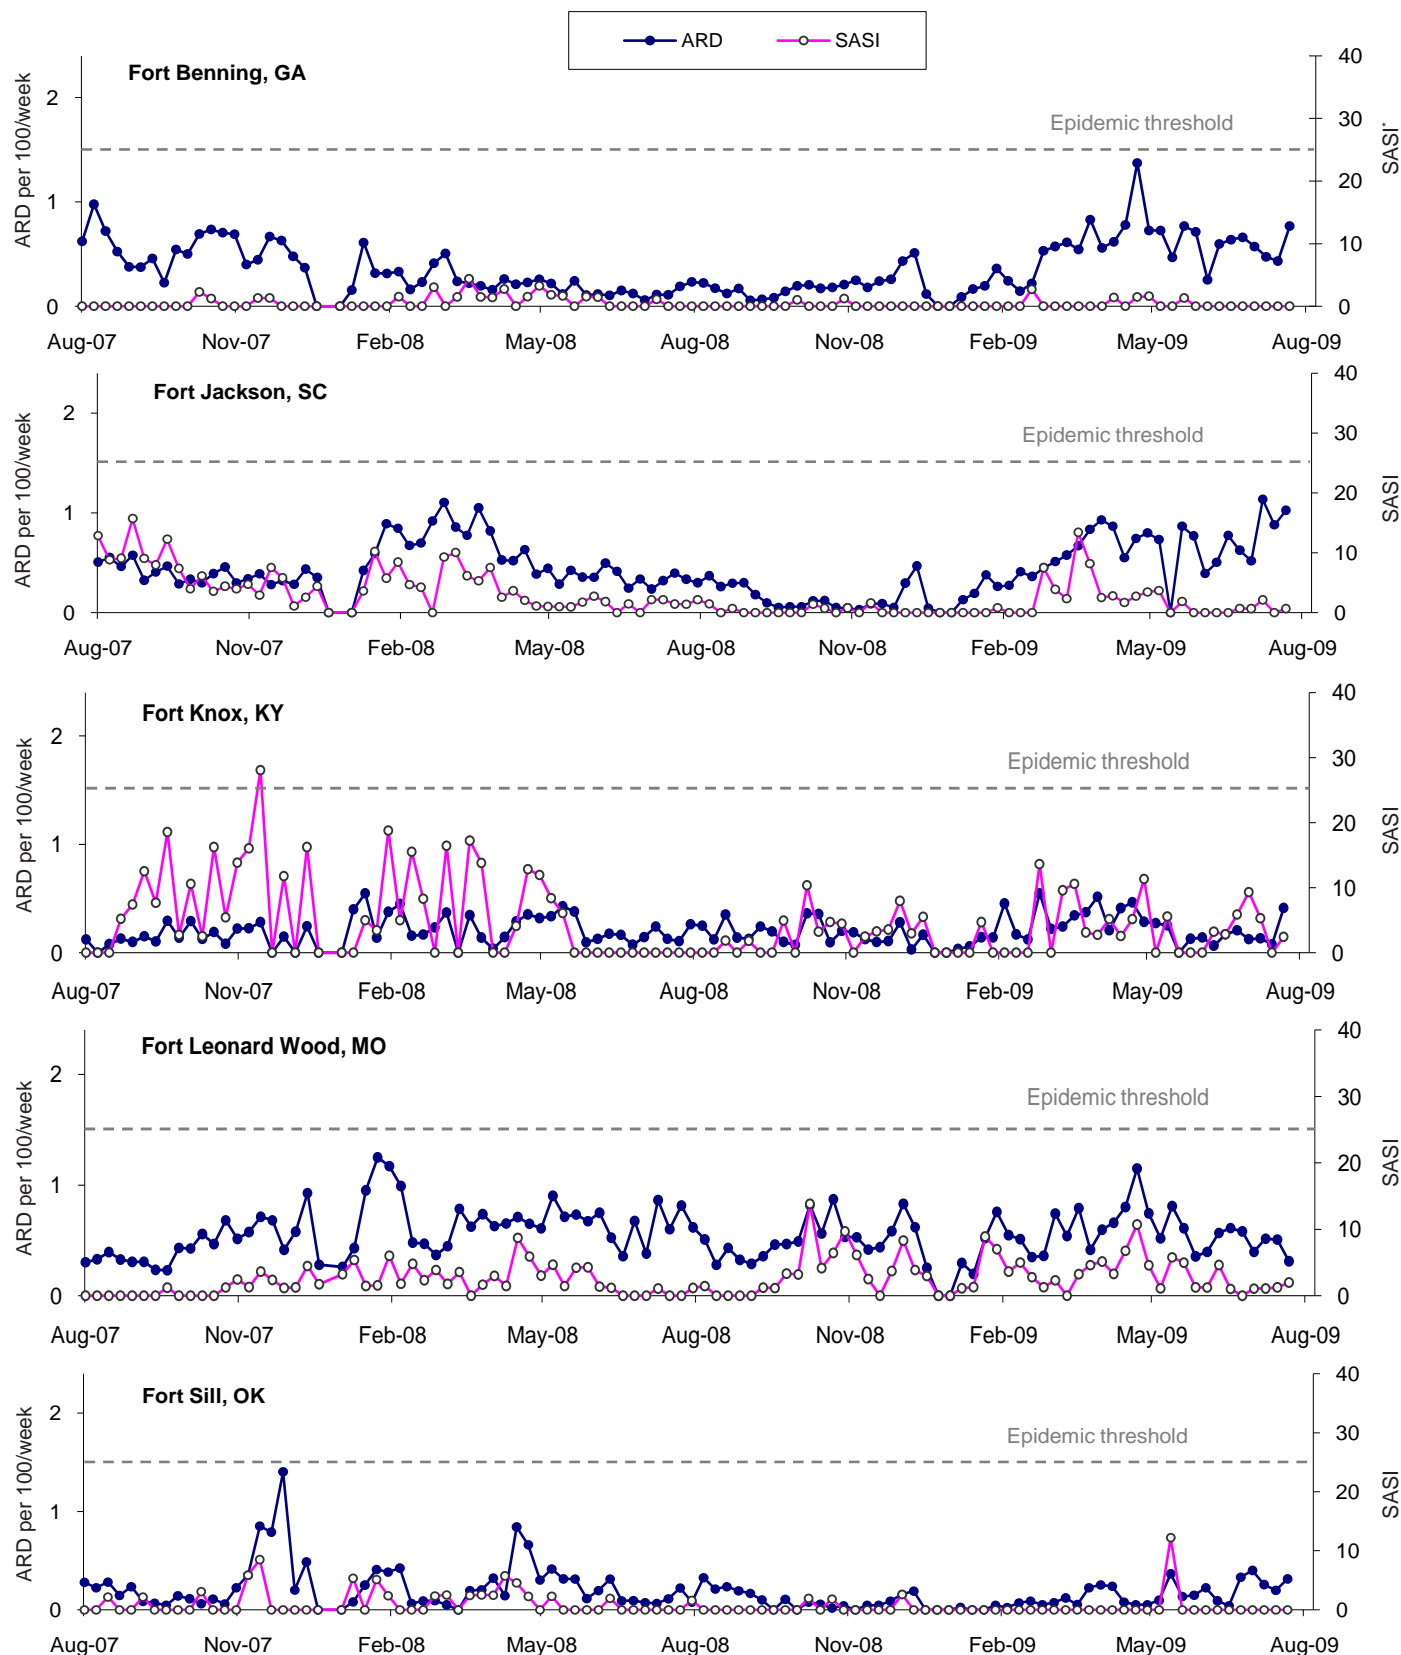 ARD SASI
Fort Benning, GA
ARD per 100/week
2
1
0
Epidemic threshold
40
30
20
10
0
SASI*
Aug-07 Nov-07 Feb-08 May-08 Aug-08 Nov-08 Feb-09 May-09 Aug-09
Fort Jackson, SC
ARD per 100/week
2
1
0
Epidemic threshold
40
30
20
10
0
SASI
Aug-07 Nov-07 Feb-08 May-08 Aug-08 Nov-08 Feb-09 May-09 Aug-09
Fort Knox, KY
ARD per 100/week
2
1
0
Epidemic threshold
40
30
20
10
0
SASI
Aug-07 Nov-07 Feb-08 May-08 Aug-08 Nov-08 Feb-09 May-09 Aug-09
Fort Leonard Wood, MO
ARD per 100/week
2
1
0
Epidemic threshold
40
30
20
10
0
SASI
Aug-07 Nov-07 Feb-08 May-08 Aug-08 Nov-08 Feb-09 May-09 Aug-09
Fort Sill, OK
ARD per 100/week
2
1
0
Epidemic threshold
40
30
20
10
0
SASI
Aug-07 Nov-07 Feb-08 May-08 Aug-08 Nov-08 Feb-09 May-09 Aug-09